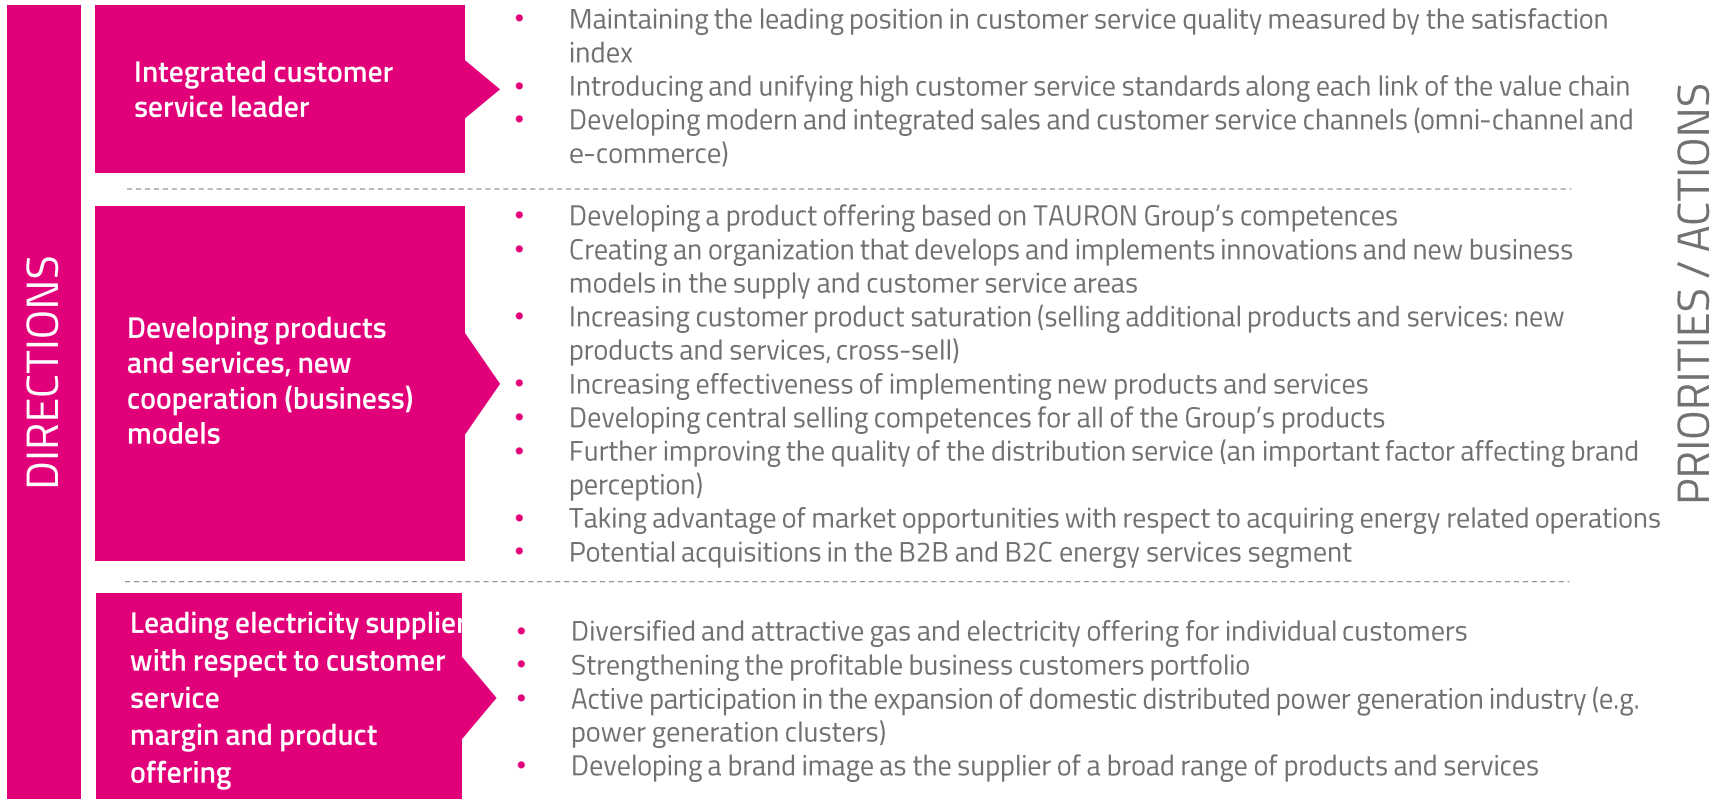 DIRECTIONS
Integrated customer
service leader
• Maintaining the leading position in customer service quality measured by the satisfaction
index
• Introducing and unifying high customer service standards along each link of the value chain
• Developing modern and integrated sales and customer service channels (omni-channel and
e-commerce)
Developing products
and services, new
cooperation (business)
models
• Developing a product offering based on TAURON Group's competences
• Creating an organization that develops and implements innovations and new business
models in the supply and customer service areas
• Increasing customer product saturation (selling additional products and services: new
products and services, cross-sell)
• Increasing effectiveness of implementing new products and services
• Developing central selling competences for all of the Group's products
• Further improving the quality of the distribution service (an important factor affecting brand
perception)
• Taking advantage of market opportunities with respect to acquiring energy related operations
• Potential acquisitions in the B2B and B2C energy services segment
Leading electricity supplier
with respect to customer
service
margin and product
offering
• Diversified and attractive gas and electricity offering for individual customers
• Strengthening the profitable business customers portfolio
• Active participation in the expansion of domestic distributed power generation industry (e.g.
power generation clusters)
• Developing a brand image as the supplier of a broad range of products and services
PRIORITIES / ACTIONS